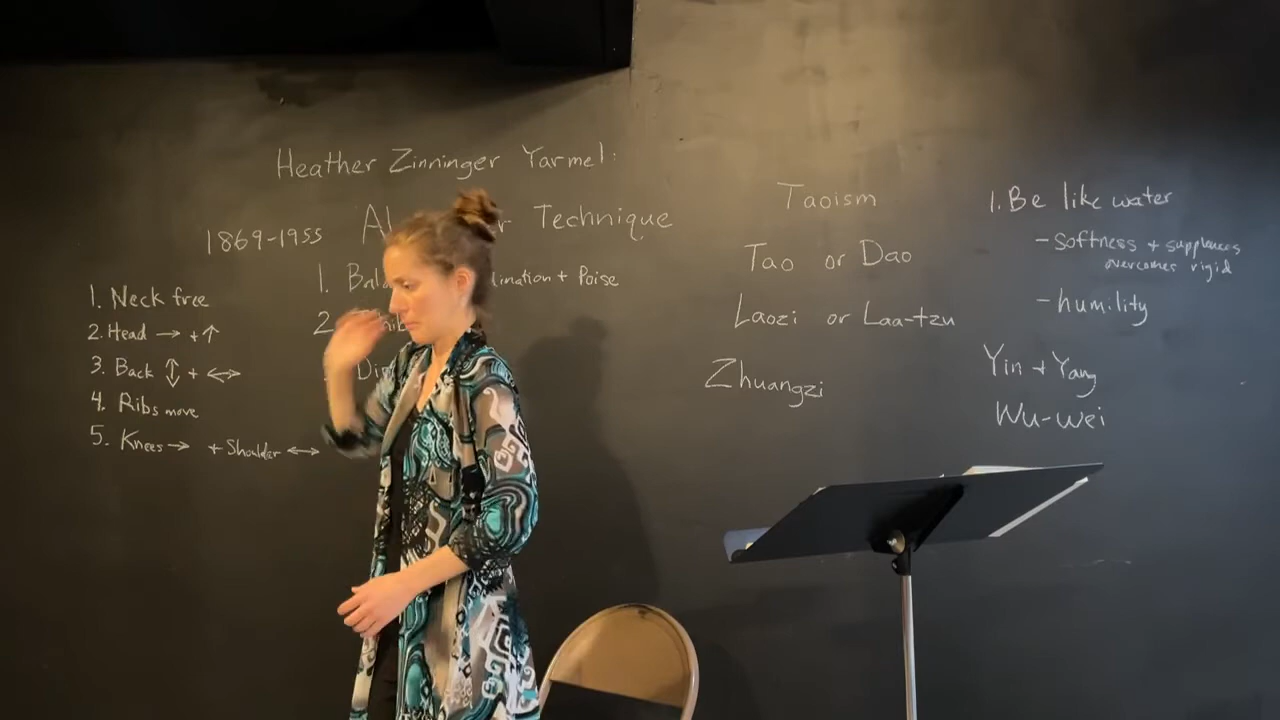 Heather Zinninger Yarmel:
1869-1955
Technique
1. + Poise
2.
1. Neck free
2. Head → + ↑
3. Back ↕ + ↔
4. Ribs move
5. Knees → + Shoulder ↔
Taoism
Tao or Dao
Laozi or Laa-tzu
Zhuangzi
1. Be like water
- softness + suppleness
overcomes rigid
- humility
Yin + Yang
Wu-wei